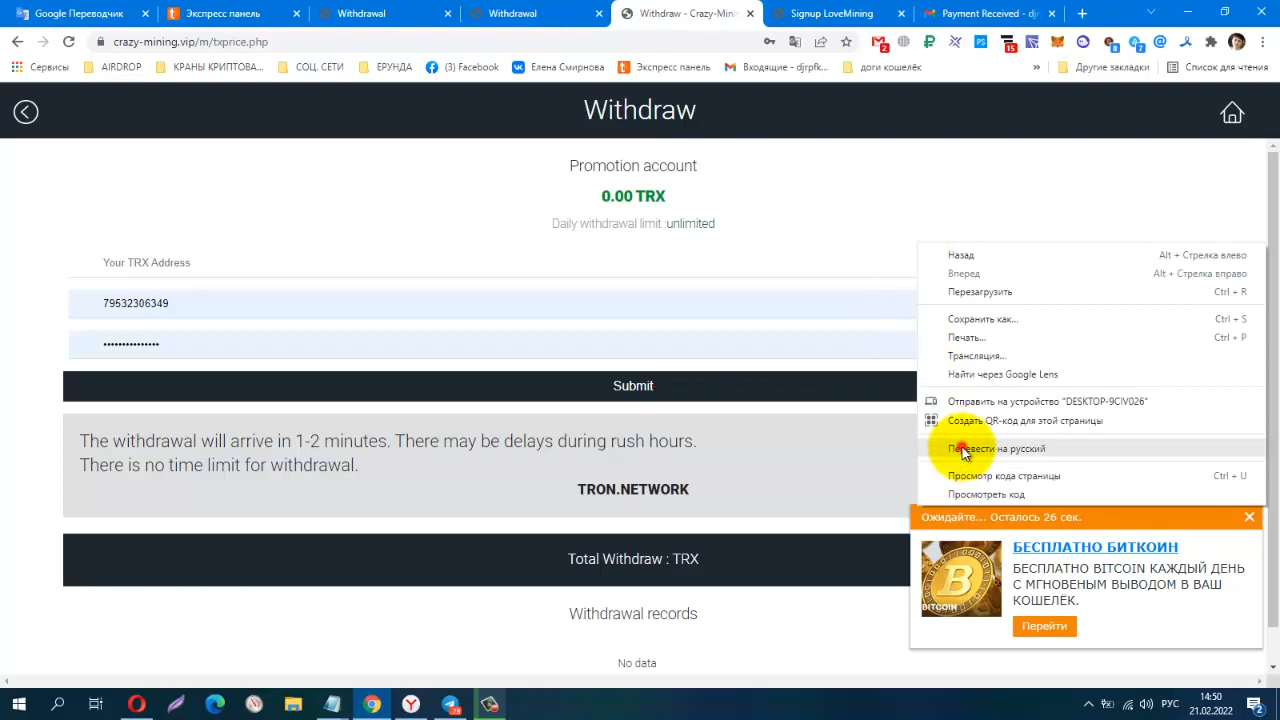 Google Переводчик
Экспресс панель
Withdrawal
Withdrawal
Withdraw - Crazy-Mining
Signup LoveMining
Payment Received - djr
crazy-mining.vip/m/txprice.php
Сервисы
AIRDROP
КРАНЫ КРИПТОВА...
СОЦ. СЕТИ
ЕРУНДА
(3) Facebook
Елена Смирнова
Экспресс панель
Входящие - djrpfk...
доги кошелёк
»
Другие закладки
Список для чтения
Withdraw
Promotion account
0.00 TRX
Daily withdrawal limit :unlimited
Your TRX Address
79532306349
•••••••••••••••
Submit
The withdrawal will arrive in 1-2 minutes. There may be delays during rush hours.
There is no time limit for withdrawal.
TRON.NETWORK
Total Withdraw : TRX
Withdrawal records
No data
Назад Alt + Стрелка влево
Вперед Alt + Стрелка вправо
Перезагрузить Ctrl + R
Сохранить как... Ctrl + S
Печать... Ctrl + P
Трансляция...
Найти через Google Lens
Отправить на устройство "DESKTOP-9CIV026"
Создать QR-код для этой страницы
Перевести на русский
Просмотр кода страницы Ctrl + U
Просмотреть код
Ожидайте... Осталось 26 сек.
БЕСПЛАТНО БИТКОИН
БЕСПЛАТНО BITCOIN КАЖДЫЙ ДЕНЬ
С МГНОВЕНЫМ ВЫВОДОМ В ВАШ
КОШЕЛЁК.
BITCOIN
Перейти
РУС
14:50
21.02.2022